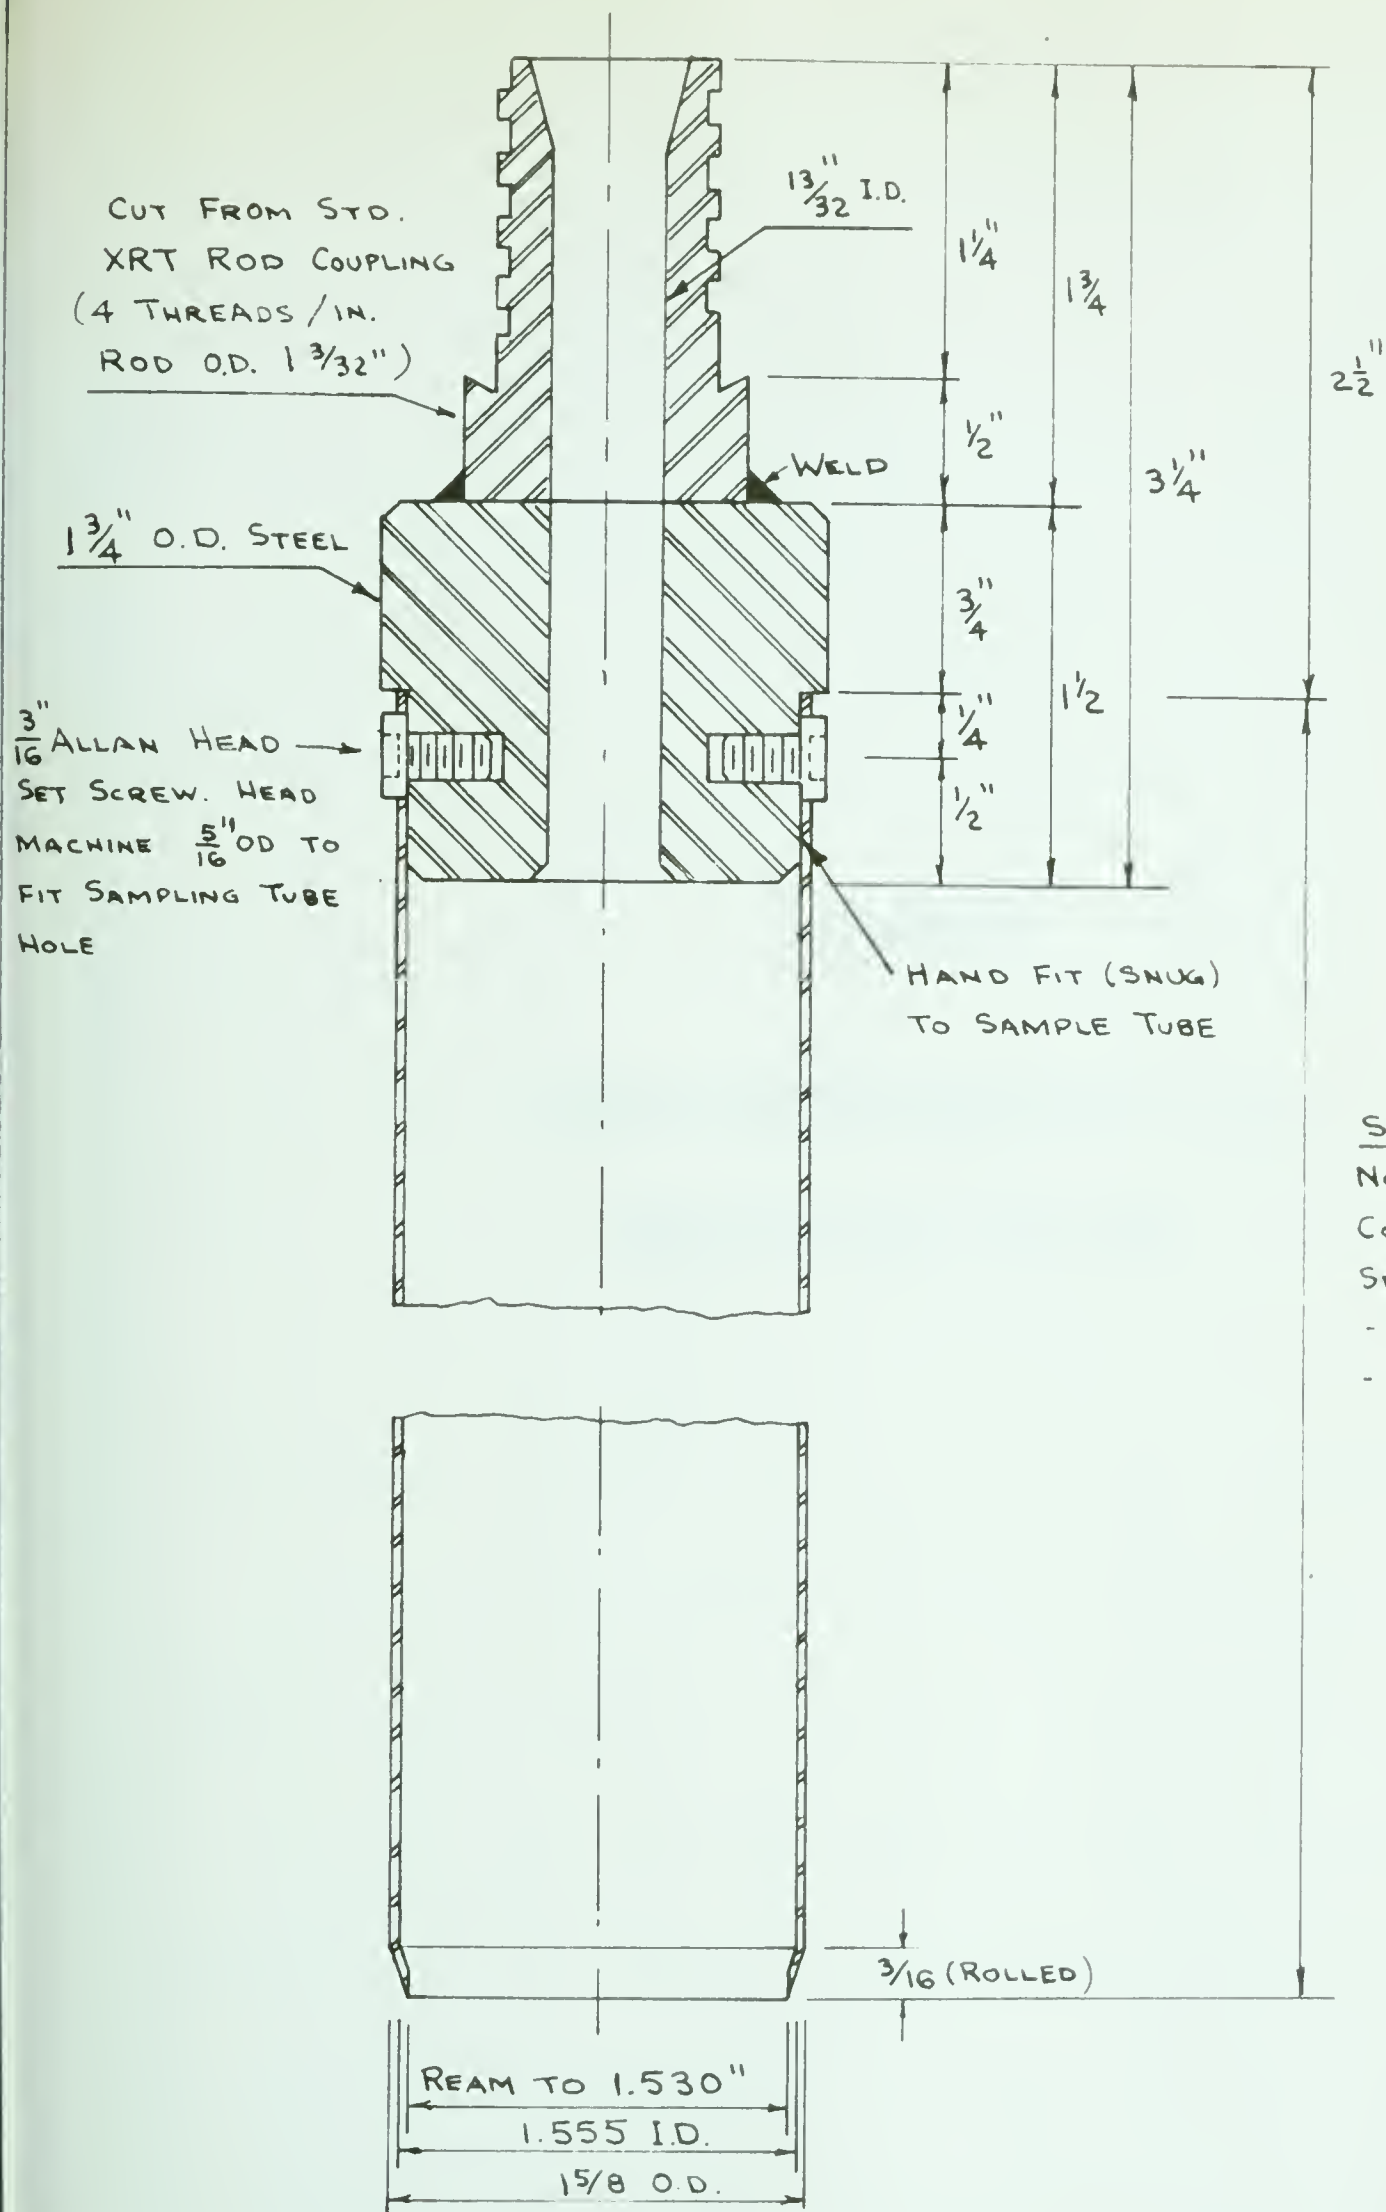 CUT FROM STD.
XRT ROD COUPLING
(4 THREADS / IN.
ROD O.D. 1 3/32")
13/32" I.D.
1 1/4"
1 3/4
2 1/2"
1/2"
WELD
3 1/4"
1 3/4" O.D. STEEL
3/4"
1 1/2
1/4"
1/2"
3/16" ALLAN HEAD
SET SCREW. HEAD
MACHINE 5/16" OD TO
FIT SAMPLING TUBE
HOLE
HAND FIT (SNUG)
TO SAMPLE TUBE
3/16 (ROLLED)
REAM TO 1.530"
1.555 I.D.
1 5/8 O.D.